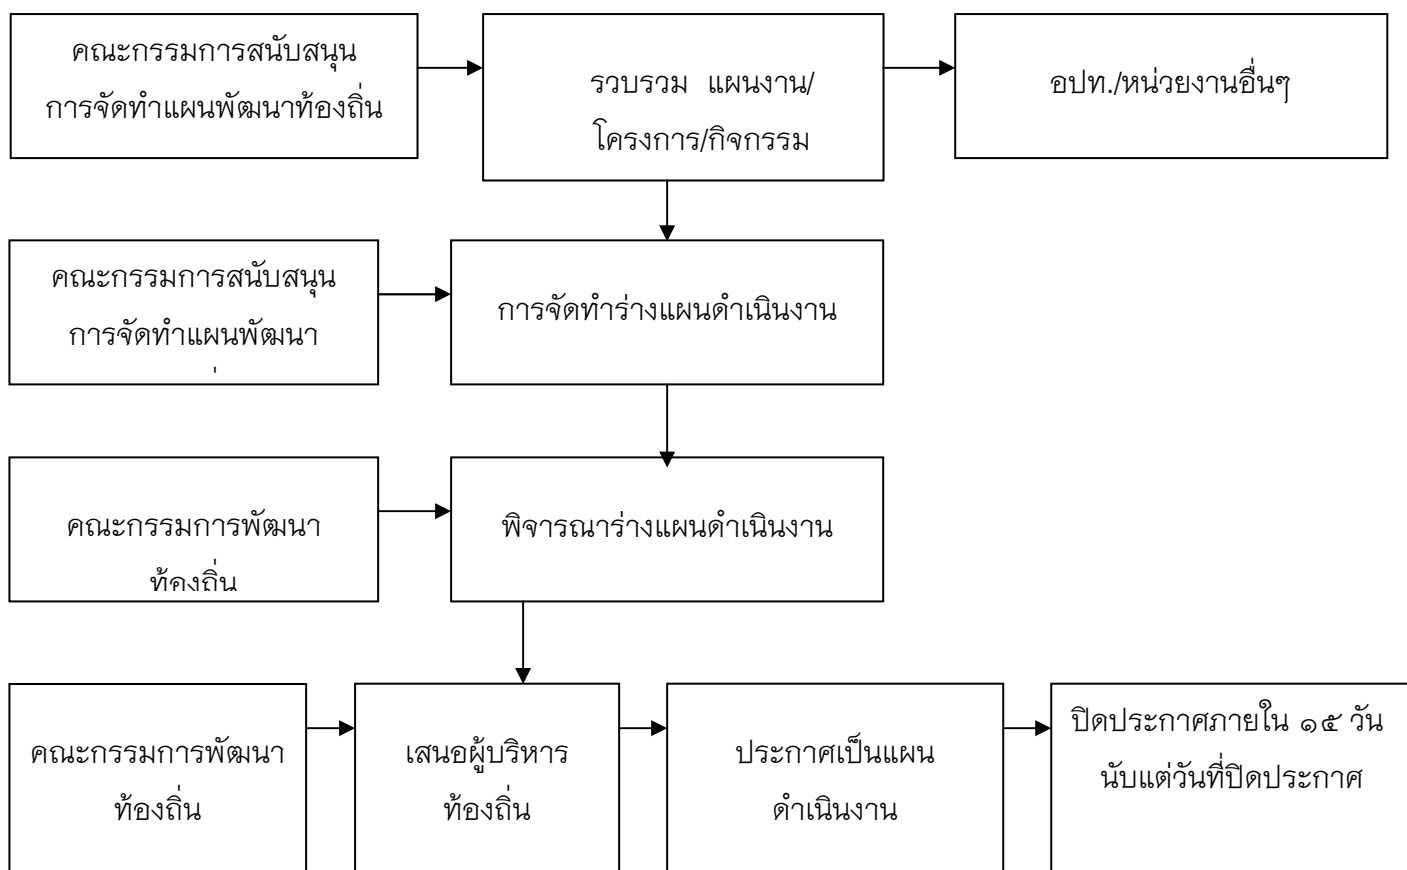 คณะกรรมการสนับสนุน
การจัดทำแผนพัฒนาท้องถิ่น
รวบรวม แผนงาน/
โครงการ/กิจกรรม
อปท./หน่วยงานอื่นๆ
คณะกรรมการสนับสนุน
การจัดทำแผนพัฒนา
การจัดทำร่างแผนดำเนินงาน
คณะกรรมการพัฒนา
ท้องถิ่น
พิจารณาร่างแผนดำเนินงาน
คณะกรรมการพัฒนา
ท้องถิ่น
เสนอผู้บริหาร
ท้องถิ่น
ประกาศเป็นแผน
ดำเนินงาน
ปิดประกาศภายใน ๑๕ วัน
นับแต่วันที่ปิดประกาศ